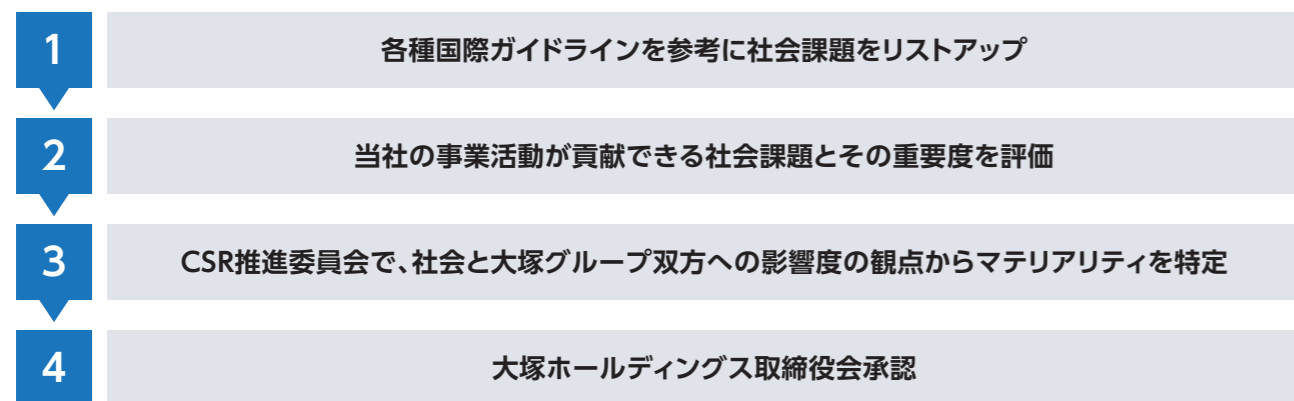 1
各種国際ガイドラインを参考に社会課題をリストアップ
2
当社の事業活動が貢献できる社会課題とその重要度を評価
3
CSR推進委員会で、社会と大塚グループ双方への影響度の観点からマテリアリティを特定
4
大塚ホールディングス取締役会承認